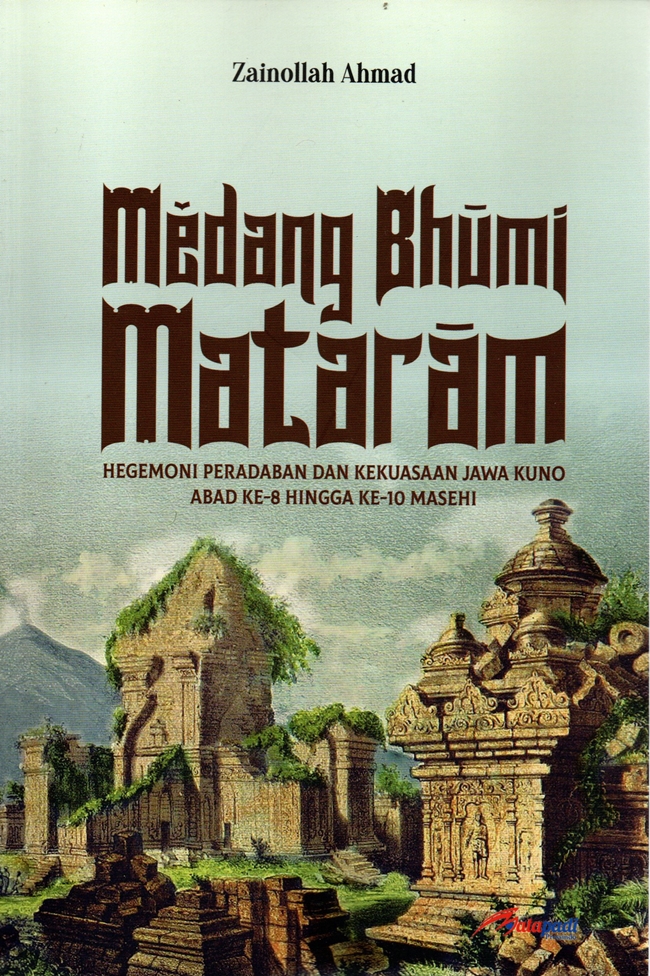 Zainollah Ahmad
Mĕdang Bhūmi
Matarām
HEGEMONI PERADABAN DAN KEKUASAAN JAWA KUNO
ABAD KE-8 HINGGA KE-10 MASEHI